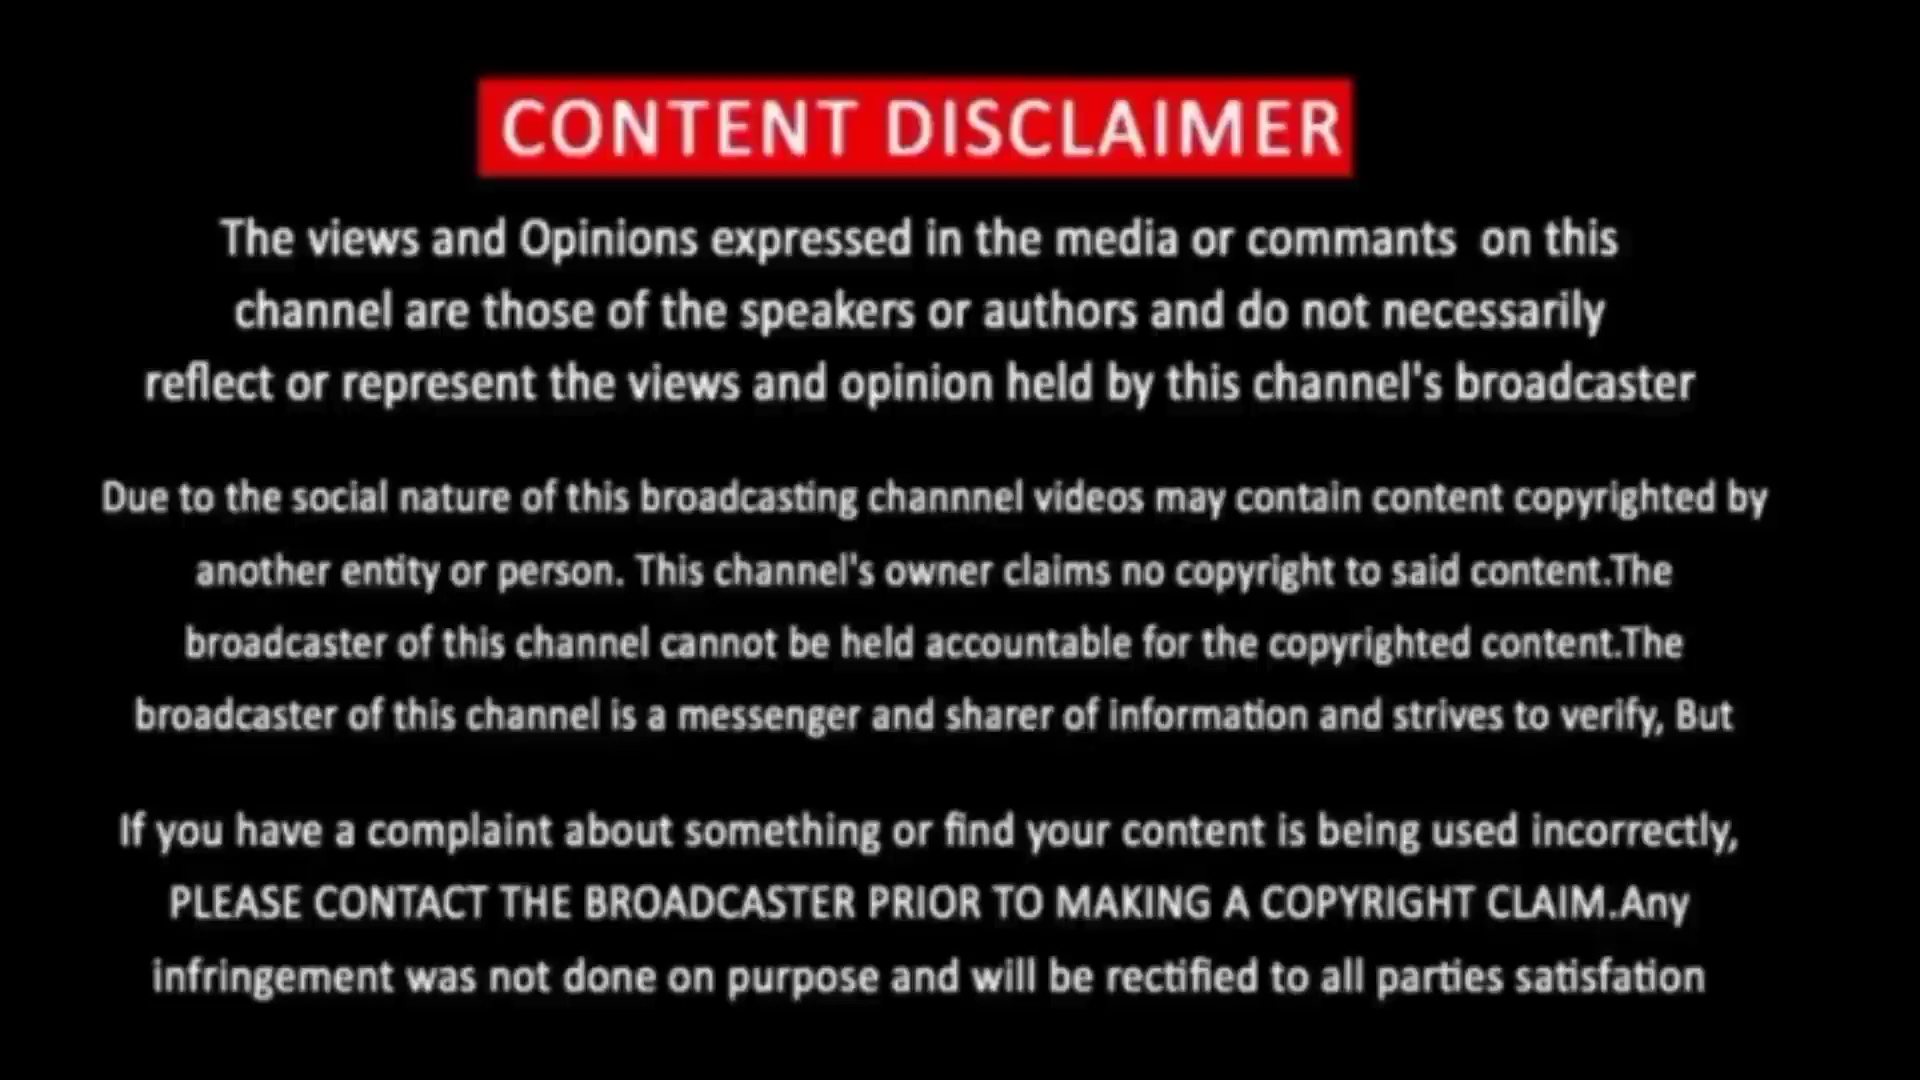 CONTENT DISCLAIMER
The views and Opinions expressed in the media or commants on this
channel are those of the speakers or authors and do not necessarily
reflect or represent the views and opinion held by this channel's broadcaster
Due to the social nature of this broadcasting channnel videos may contain content copyrighted by
another entity or person. This channel's owner claims no copyright to said content.The
broadcaster of this channel cannot be held accountable for the copyrighted content.The
broadcaster of this channel is a messenger and sharer of information and strives to verify, But
If you have a complaint about something or find your content is being used incorrectly,
PLEASE CONTACT THE BROADCASTER PRIOR TO MAKING A COPYRIGHT CLAIM.Any
infringement was not done on purpose and will be rectified to all parties satisfation